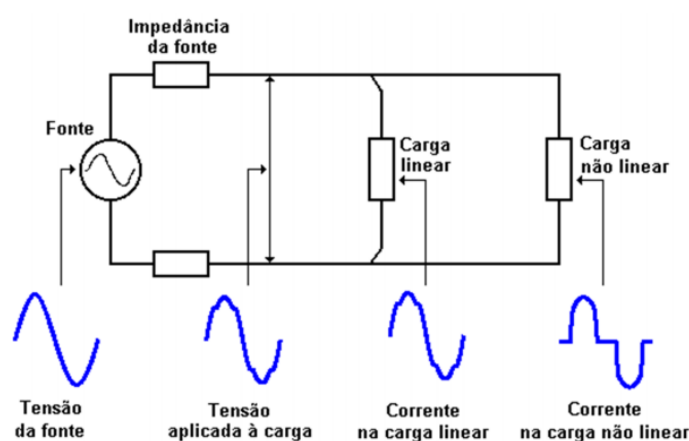 Impedância
da fonte
Fonte
Carga
linear
Carga
não linear
Tensão
da fonte
Tensão
aplicada à carga
Corrente
na carga linear
Corrente
na carga não linear